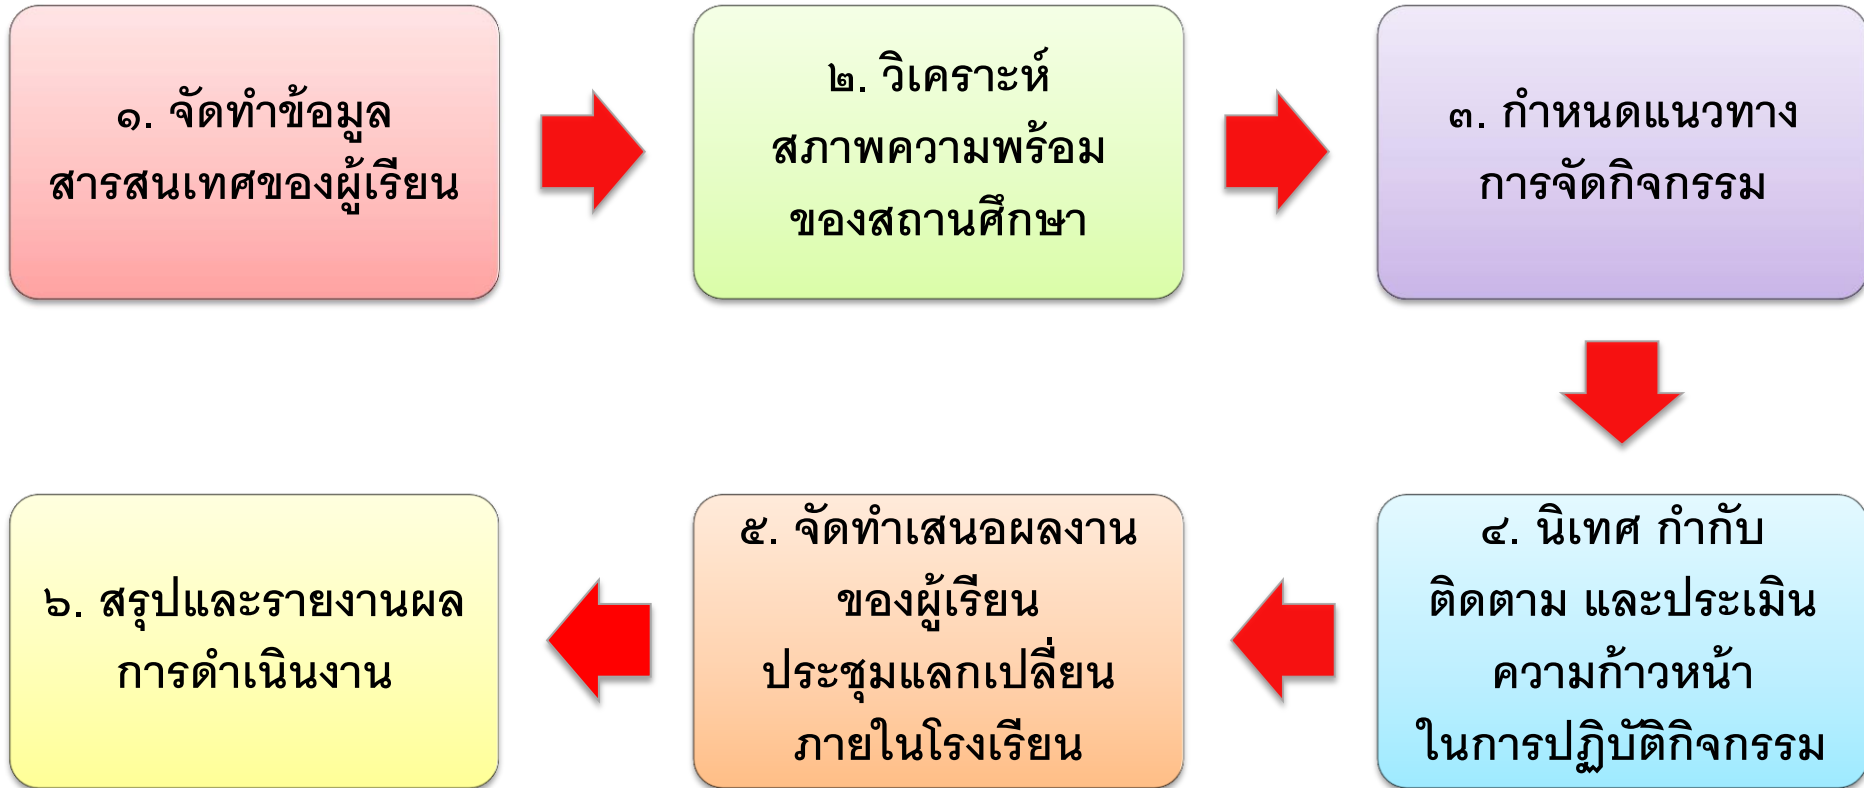 ๑. จัดทำข้อมูล
สารสนเทศของผู้เรียน
๒. วิเคราะห์
สภาพความพร้อม
ของสถานศึกษา
๓. กำหนดแนวทาง
การจัดกิจกรรม
๔. นิเทศ กำกับ
ติดตาม และประเมิน
ความก้าวหน้า
ในการปฏิบัติกิจกรรม
๕. จัดทำเสนอผลงาน
ของผู้เรียน
ประชุมแลกเปลี่ยน
ภายในโรงเรียน
๖. สรุปและรายงานผล
การดำเนินงาน